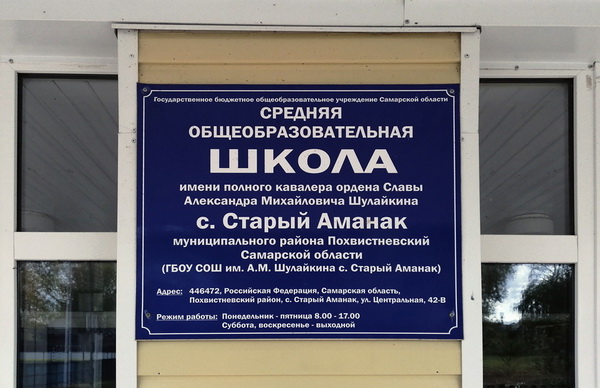 Государственное бюджетное общеобразовательное учреждение Самарской области
СРЕДНЯЯ
ОБЩЕОБРАЗОВАТЕЛЬНАЯ
ШКОЛА
имени полного кавалера ордена Славы
Александра Михайловича Шулайкина
с. Старый Аманак
муниципального района Похвистневский
Самарской области
(ГБОУ СОШ им. А.М. Шулайкина с. Старый Аманак)
Адрес: 446472, Российская Федерация, Самарская область,
Похвистневский район, с. Старый Аманак, ул. Центральная, 42-В
Режим работы: Понедельник - пятница 8.00 - 17.00
Суббота, воскресенье - выходной